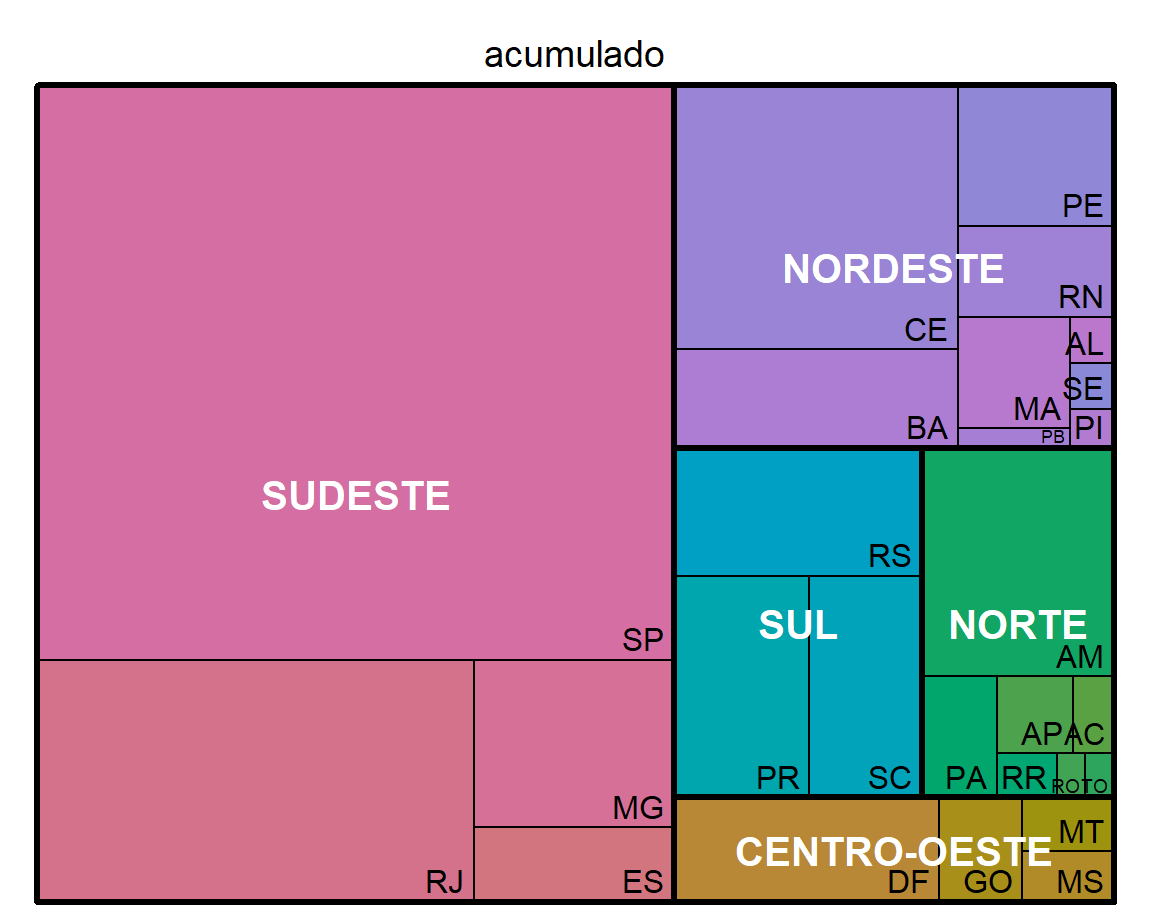 acumulado
SUDESTE
SP
RJ
MG
ES
NORDESTE
CE
BA
PE
RN
MA
PB
AL
SE
PI
SUL
RS
PR
SC
NORTE
AM
PA
AP
AC
RR
RO
TO
CENTRO-OESTE
DF
GO
MT
MS